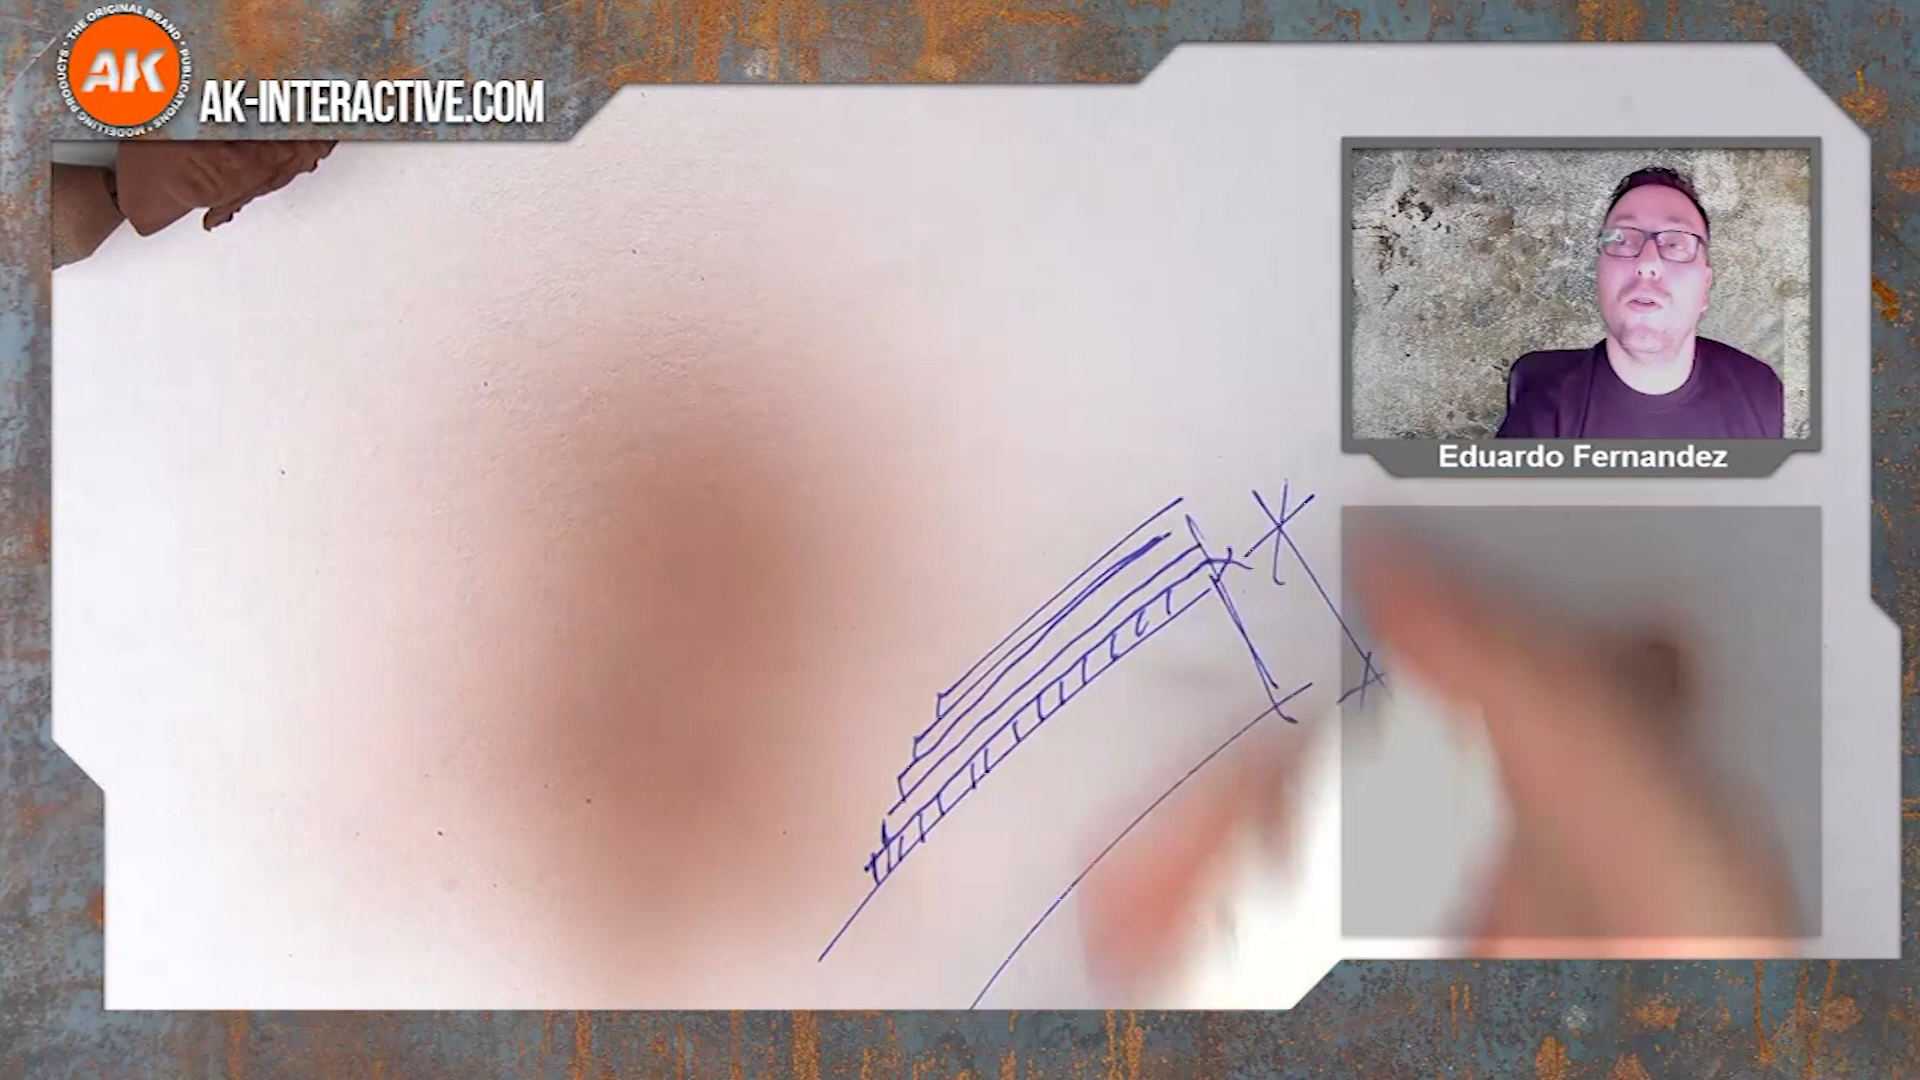 THE ORIGINAL BRAND • PUBLICATIONS • MODELLING PRODUCTS •
AK
AK-INTERACTIVE.COM
Eduardo Fernandez